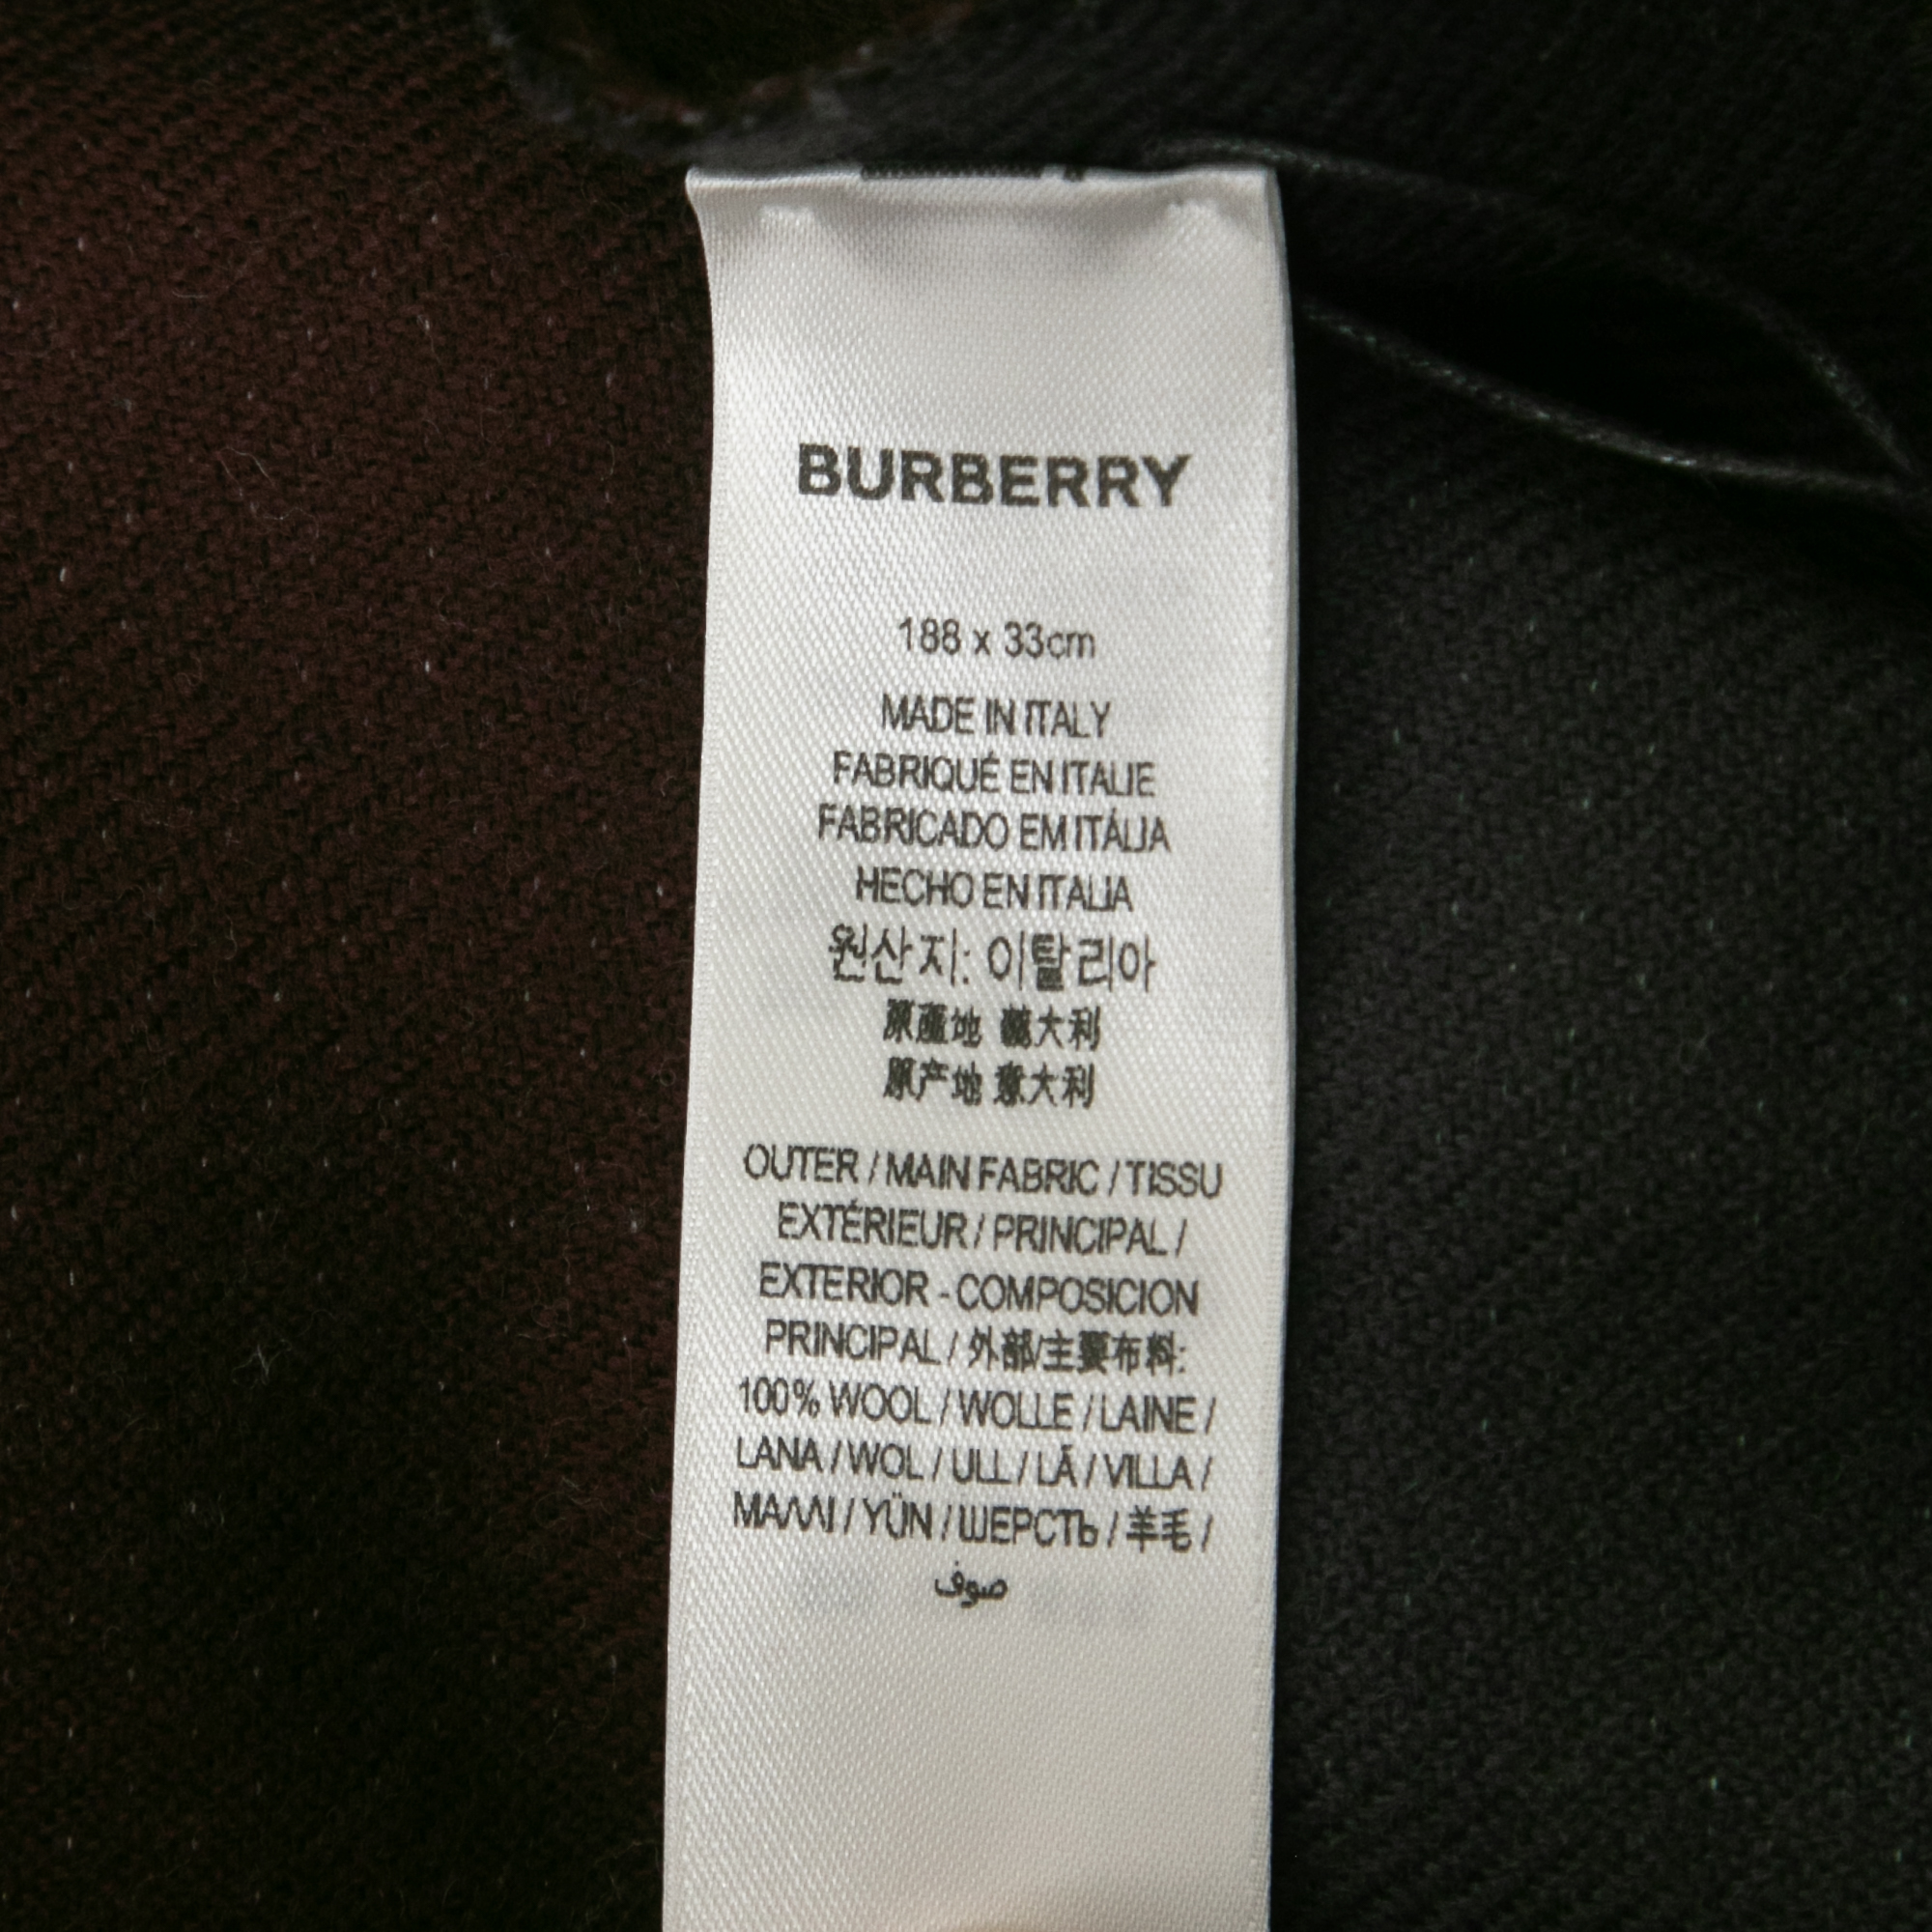 BURBERRY
188 x 33cm
MADE IN ITALY
FABRIQUÉ EN ITALIE
FABRICADO EM ITÁLIA
HECHO EN ITALIA
원산지: 이탈리아
原產地 義大利
原产地 意大利
OUTER / MAIN FABRIC / TISSU
EXTÉRIEUR / PRINCIPAL /
EXTERIOR - COMPOSICION
PRINCIPAL / 外部/主要布料:
100% WOOL / WOLLE / LAINE /
LANA / WOL / ULL / LÃ / VILLA /
ΜΑΛΛΙ / YÜN / ШЕРСТЬ / 羊毛 /
صوف